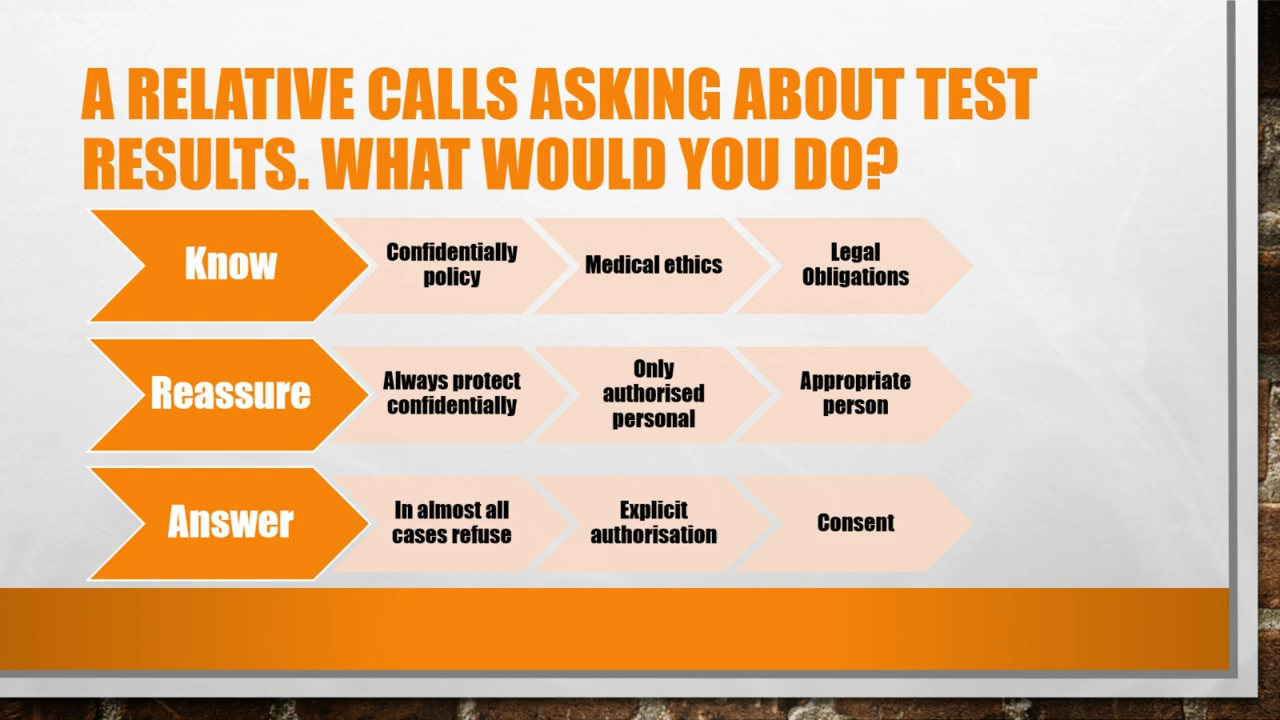 A RELATIVE CALLS ASKING ABOUT TEST
RESULTS. WHAT WOULD YOU DO?
Know
Confidentially
policy
Medical ethics
Legal
Obligations
Reassure
Always protect
confidentially
Only
authorised
personal
Appropriate
person
Answer
In almost all
cases refuse
Explicit
authorisation
Consent